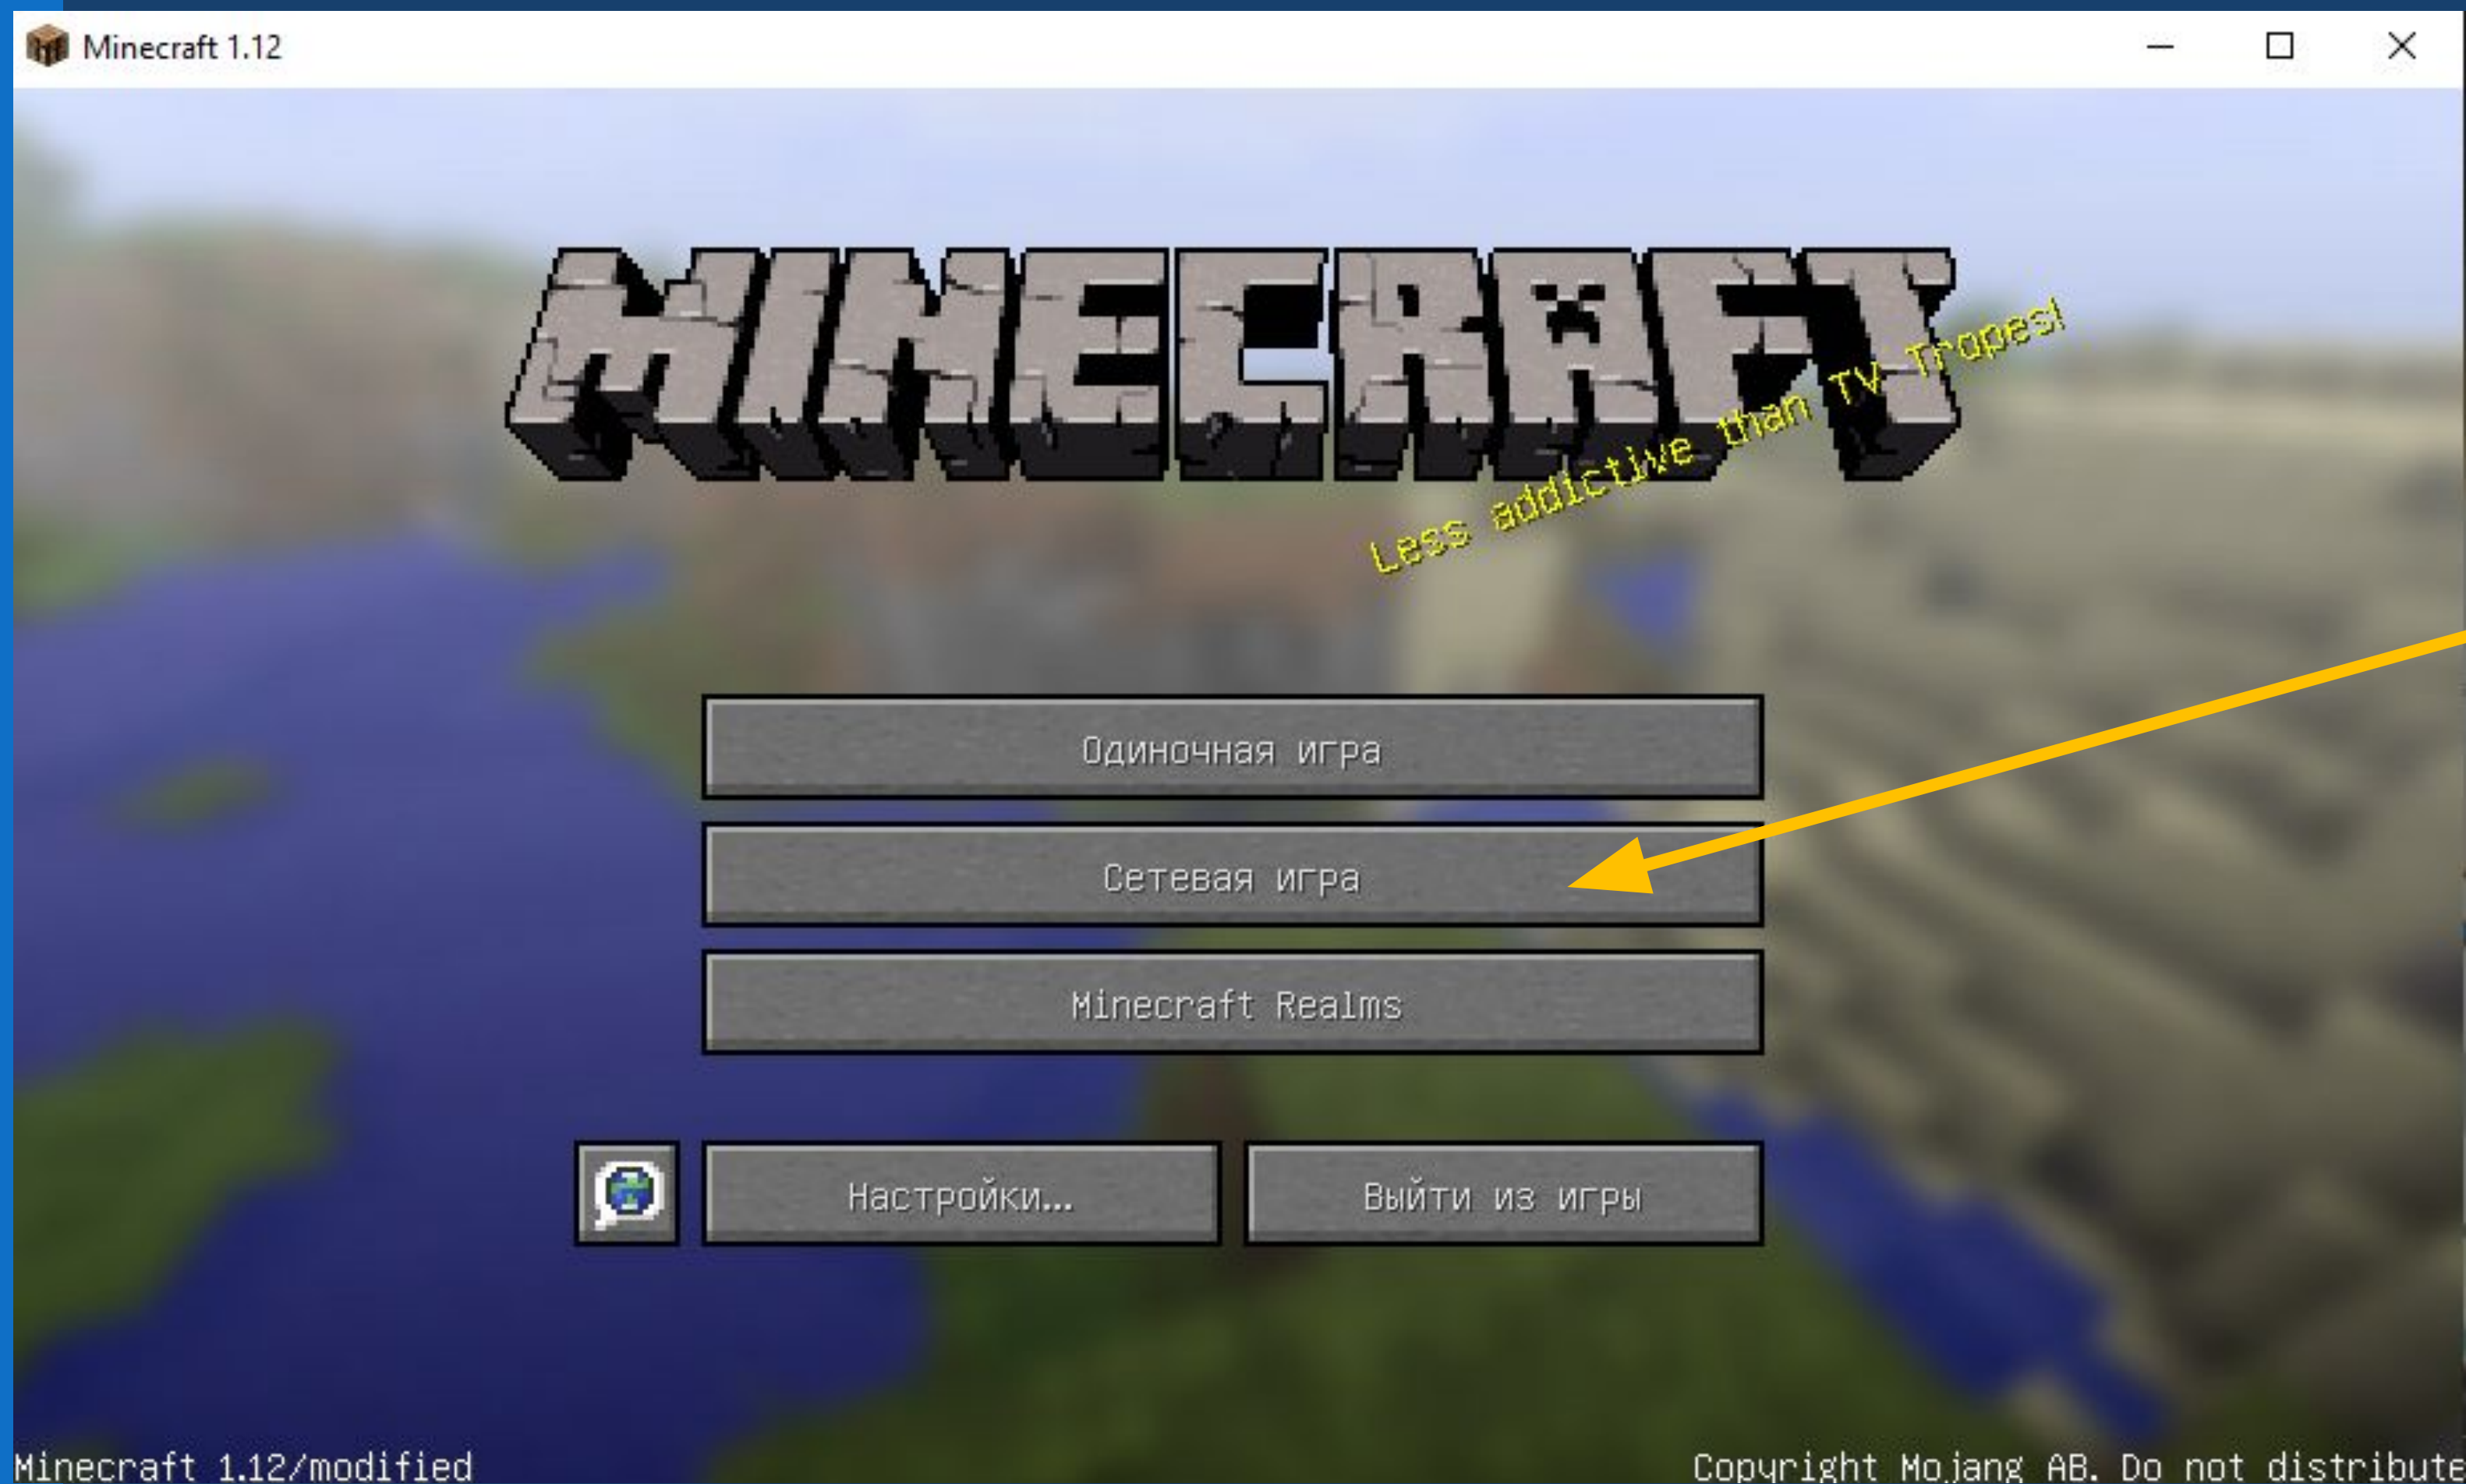 Minecraft 1.12
MINECRAFT
Less addictive than TV Tropes!
Одиночная игра
Сетевая игра
Minecraft Realms
Настройки...
Выйти из игры
Minecraft 1.12/modified
Copyright Mojang AB. Do not distribute